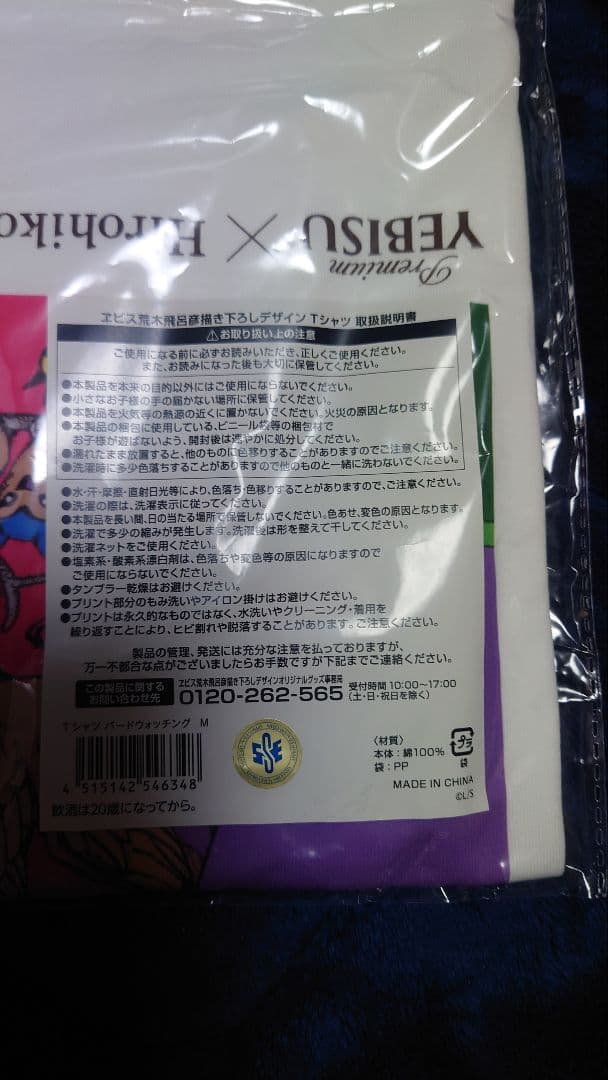 Hirohiko
×
Premium
YEBISU
ヱビス荒木飛呂彦描き下ろしデザイン Tシャツ 取扱説明書
⚠お取り扱い上の注意
ご使用になる前に必ずお読みいただき、正しくご使用ください。
また、お読みになった後も大切に保管してください。
●本製品を本来の目的以外にはご使用にならないでください。
●小さなお子様の手の届かない場所に保管してください。
●本製品を火気等の熱源の近くに置かないでください。火災の原因となります。
●本製品の梱包に使用している、ビニール袋等の梱包材で
お子様が遊ばないよう、開封後は速やかに処分してください。
●濡れたまま放置すると、他のものに色移りすることがありますのでご注意ください。
●洗濯時に多少色落ちすることがありますので他のものと一緒に洗わないでください。
●水・汗・摩擦・直射日光等により、色落ち・色移りすることがありますので、ご注意ください。
●洗濯の際は、洗濯表示に従ってください。
●本製品を長い間、日の当たる場所で保管しないでください。色あせ、変色の原因となります。
●洗濯で多少の縮みが発生します。洗濯後は形を整えて干してください。
●洗濯ネットをご使用ください。
●塩素系・酸素系漂白剤は、色落ちや変色等の原因になりますので
ご使用にならないでください。
●タンブラー乾燥はお避けください。
●プリント部分のもみ洗いやアイロン掛けはお避けください。
●プリントは永久的なものではなく、水洗いやクリーニング・着用を
繰り返すことにより、ヒビ割れや脱落することがあります。ご注意ください。
製品の管理、発送には充分な注意を払っておりますが、
万一不都合な点がございましたらお手数ですが下記までご連絡ください。
この製品に関する
お問い合わせ先
ヱビス荒木飛呂彦描き下ろしデザインオリジナルグッズ事務局
0120-262-565
受付時間 10:00〜17:00
(土・日・祝日を除く)
Tシャツ バードウォッチング M
4 515142 546348
飲酒は20歳になってから。
SSE
〈材質〉
本体：綿100%
袋：PP
プラ
袋
MADE IN CHINA
©L/S